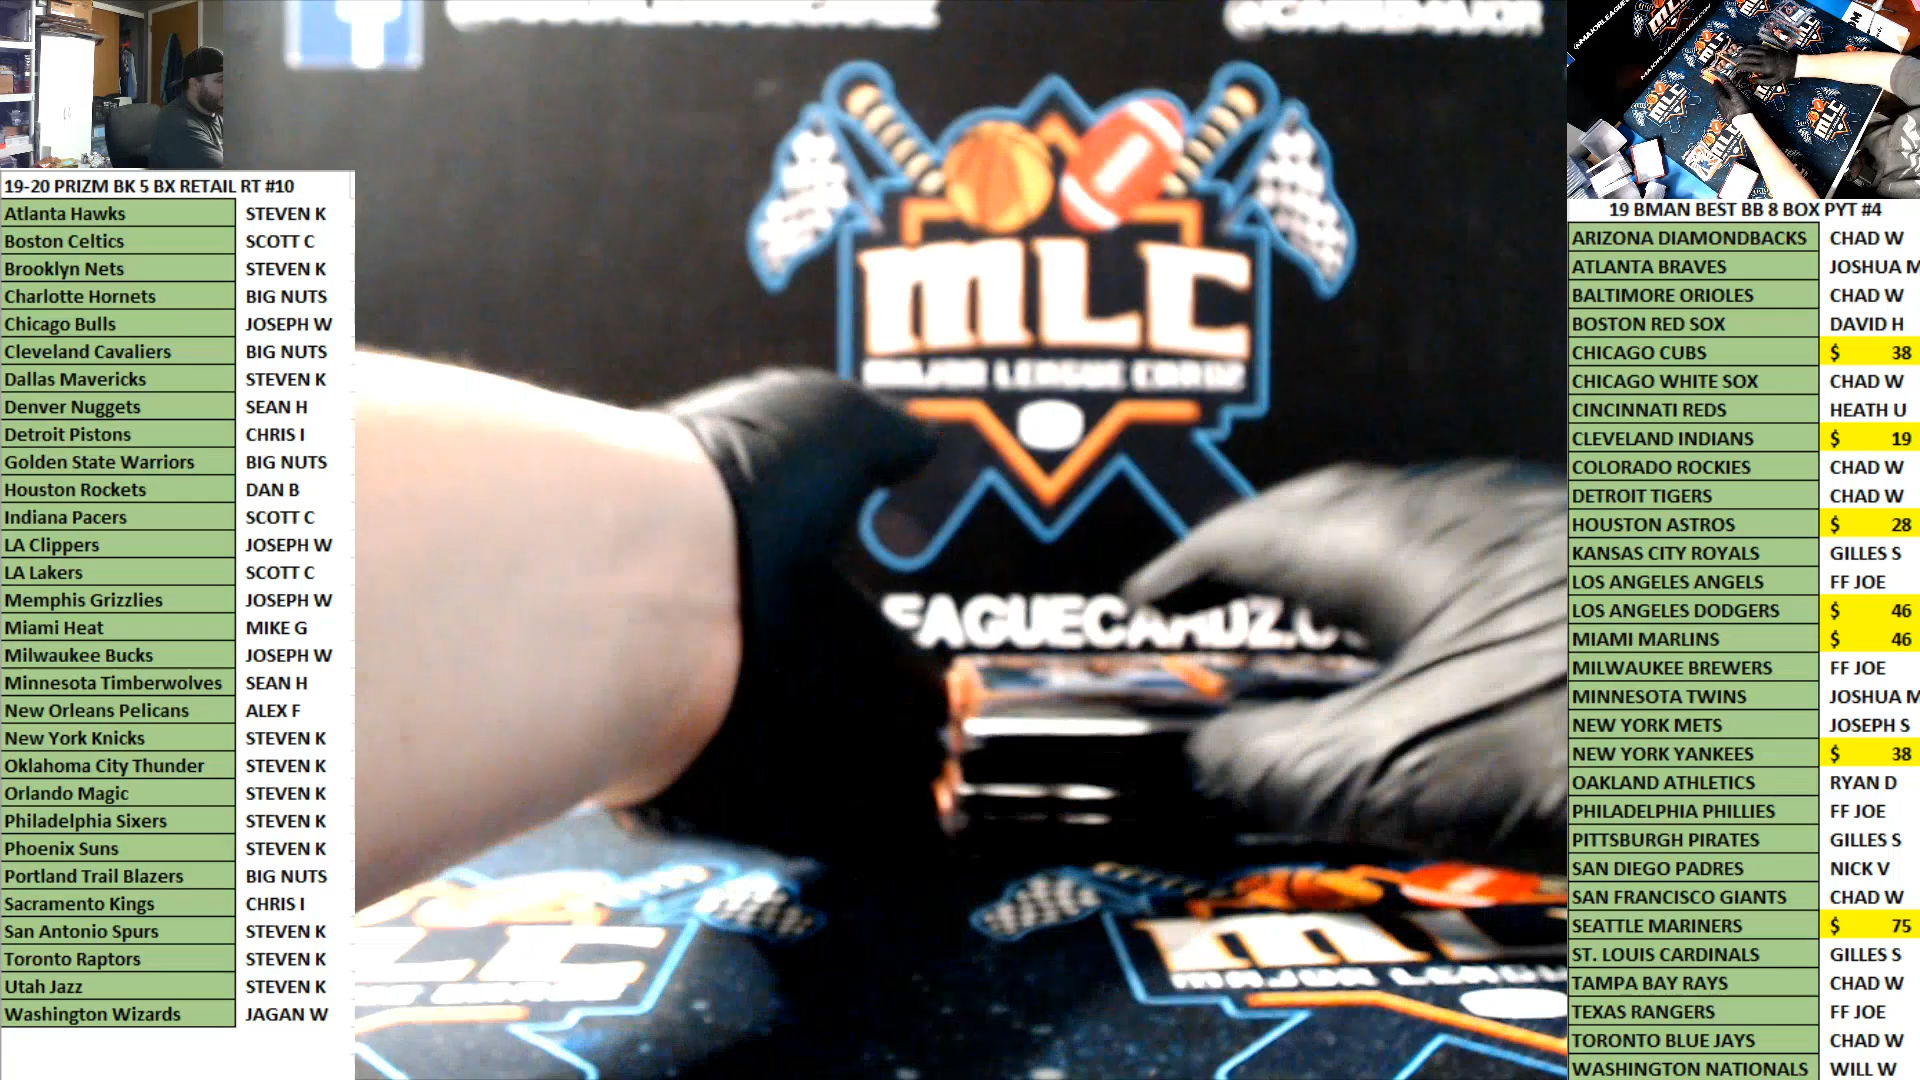 19-20 PRIZM BK 5 BX RETAIL RT #10
Atlanta Hawks STEVEN K
Boston Celtics SCOTT C
Brooklyn Nets STEVEN K
Charlotte Hornets BIG NUTS
Chicago Bulls JOSEPH W
Cleveland Cavaliers BIG NUTS
Dallas Mavericks STEVEN K
Denver Nuggets SEAN H
Detroit Pistons CHRIS I
Golden State Warriors BIG NUTS
Houston Rockets DAN B
Indiana Pacers SCOTT C
LA Clippers JOSEPH W
LA Lakers SCOTT C
Memphis Grizzlies JOSEPH W
Miami Heat MIKE G
Milwaukee Bucks JOSEPH W
Minnesota Timberwolves SEAN H
New Orleans Pelicans ALEX F
New York Knicks STEVEN K
Oklahoma City Thunder STEVEN K
Orlando Magic STEVEN K
Philadelphia Sixers STEVEN K
Phoenix Suns STEVEN K
Portland Trail Blazers BIG NUTS
Sacramento Kings CHRIS I
San Antonio Spurs STEVEN K
Toronto Raptors STEVEN K
Utah Jazz STEVEN K
Washington Wizards JAGAN W
MLC
MAJOR LEAGUE CARDZ
EAGUECARDZ.C
MLC
MAJOR LEAGU
19 BMAN BEST BB 8 BOX PYT #4
ARIZONA DIAMONDBACKS CHAD W
ATLANTA BRAVES JOSHUA M
BALTIMORE ORIOLES CHAD W
BOSTON RED SOX DAVID H
CHICAGO CUBS $ 38
CHICAGO WHITE SOX CHAD W
CINCINNATI REDS HEATH U
CLEVELAND INDIANS $ 19
COLORADO ROCKIES CHAD W
DETROIT TIGERS CHAD W
HOUSTON ASTROS $ 28
KANSAS CITY ROYALS GILLES S
LOS ANGELES ANGELS FF JOE
LOS ANGELES DODGERS $ 46
MIAMI MARLINS $ 46
MILWAUKEE BREWERS FF JOE
MINNESOTA TWINS JOSHUA M
NEW YORK METS JOSEPH S
NEW YORK YANKEES $ 38
OAKLAND ATHLETICS RYAN D
PHILADELPHIA PHILLIES FF JOE
PITTSBURGH PIRATES GILLES S
SAN DIEGO PADRES NICK V
SAN FRANCISCO GIANTS CHAD W
SEATTLE MARINERS $ 75
ST. LOUIS CARDINALS GILLES S
TAMPA BAY RAYS CHAD W
TEXAS RANGERS FF JOE
TORONTO BLUE JAYS CHAD W
WASHINGTON NATIONALS WILL W